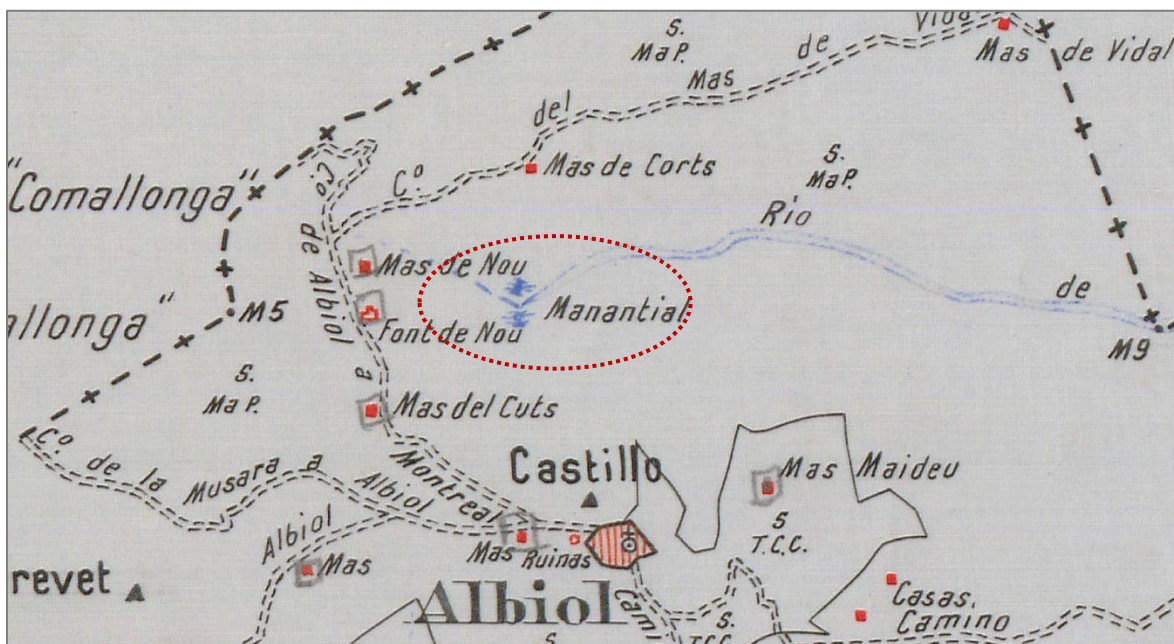 S.
Ma P.
de
Vidal
Mas
Mas de Vidal
del
Mas de Corts
S.
Ma P.
Cº
Cº
"Comallonga"
de Albiol
a
Montreal
Río
de
Mas de Nou
Manantial
Font de Nou
allonga"
M5
M9
S.
Ma P.
Mas del Cuts
Cº de la Musara a Albiol
Castillo
Mas Maideu
S
T.C.C.
Albiol
Mas
Mas
Ruinas
revet
Albiol
Cami
Casas,
Camino
S.
T.C.C.
S